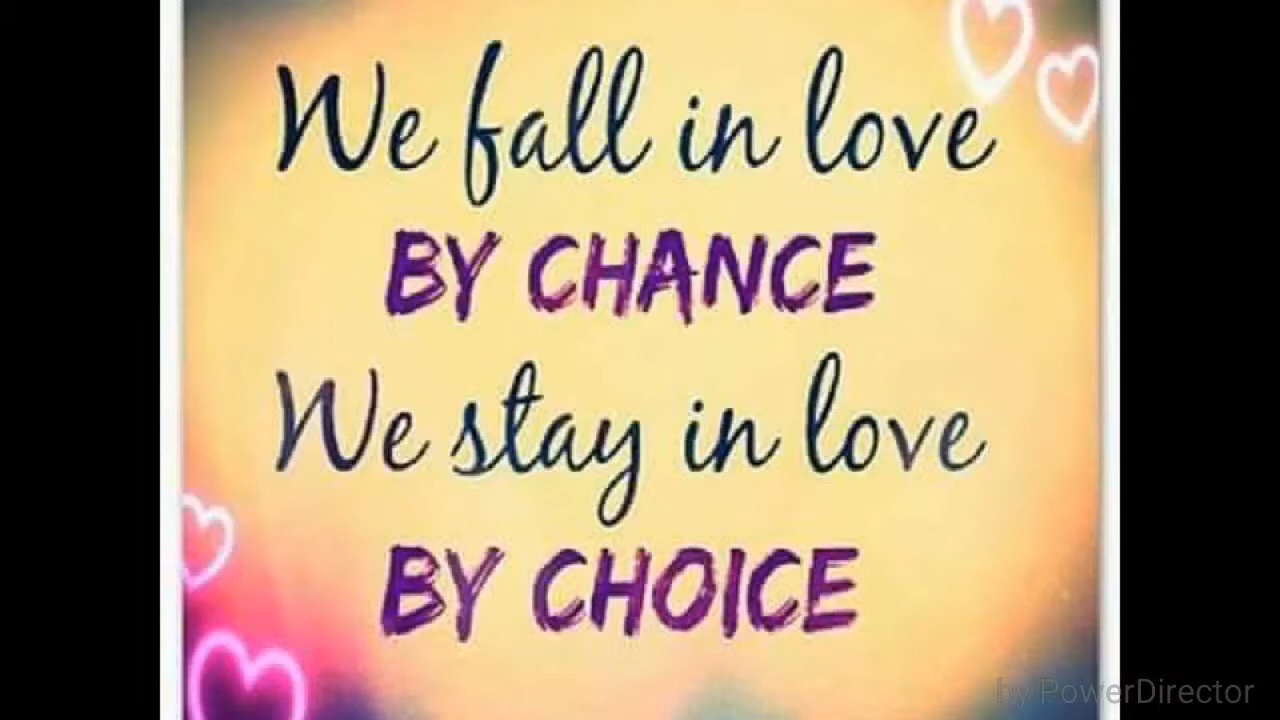 We fall in love
BY CHANCE
We stay in love
BY CHOICE
by PowerDirector